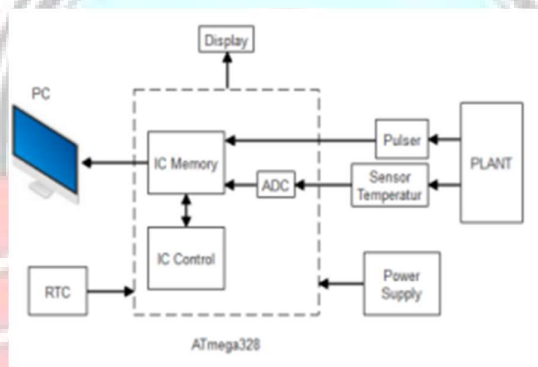 Display
PC
IC Memory
ADC
Pulser
Sensor
Temperatur
PLANT
IC Control
RTC
Power
Supply
ATmega328